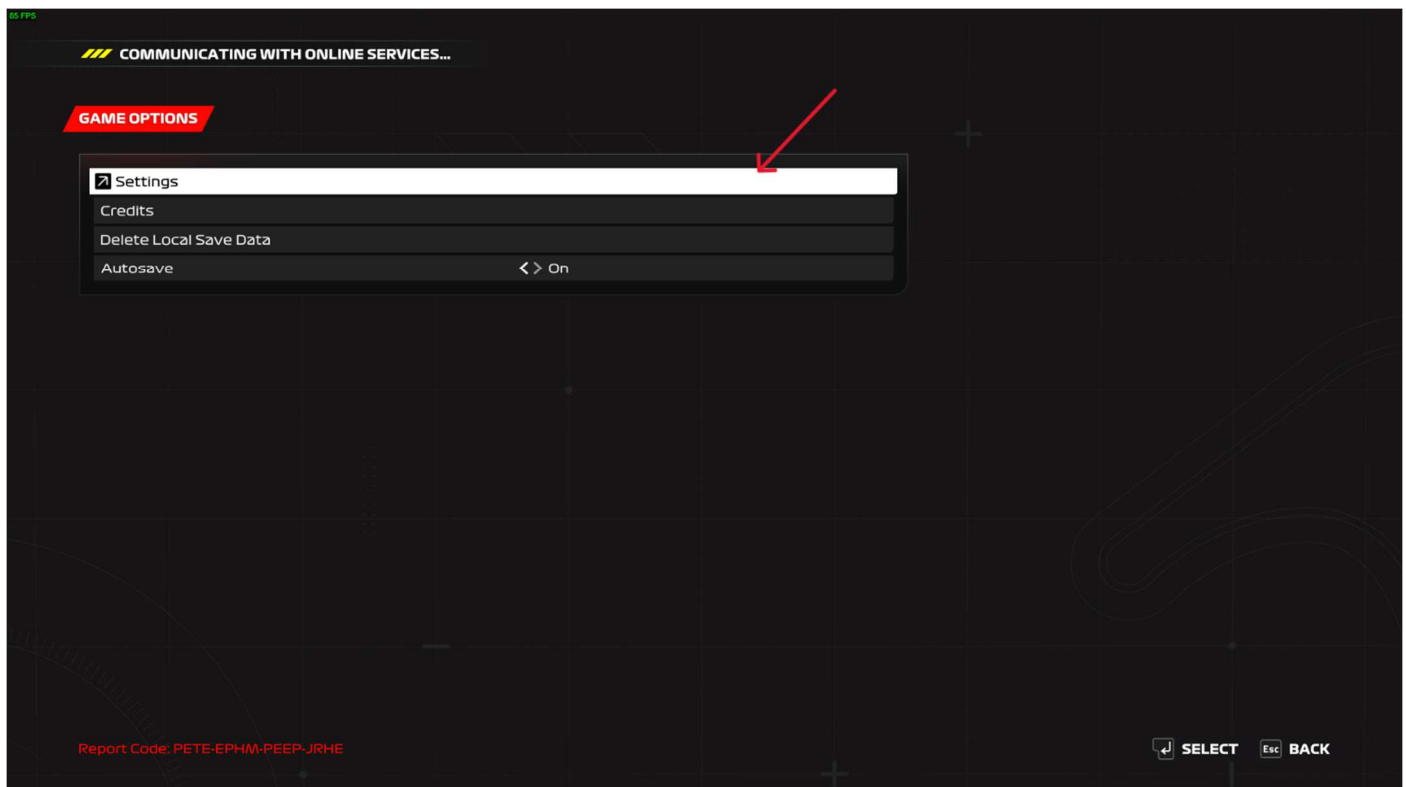 85 FPS
COMMUNICATING WITH ONLINE SERVICES...
GAME OPTIONS
Settings
Credits
Delete Local Save Data
Autosave < > On
Report Code: PETE-EPHM-PEEP-JRHE
SELECT Esc BACK